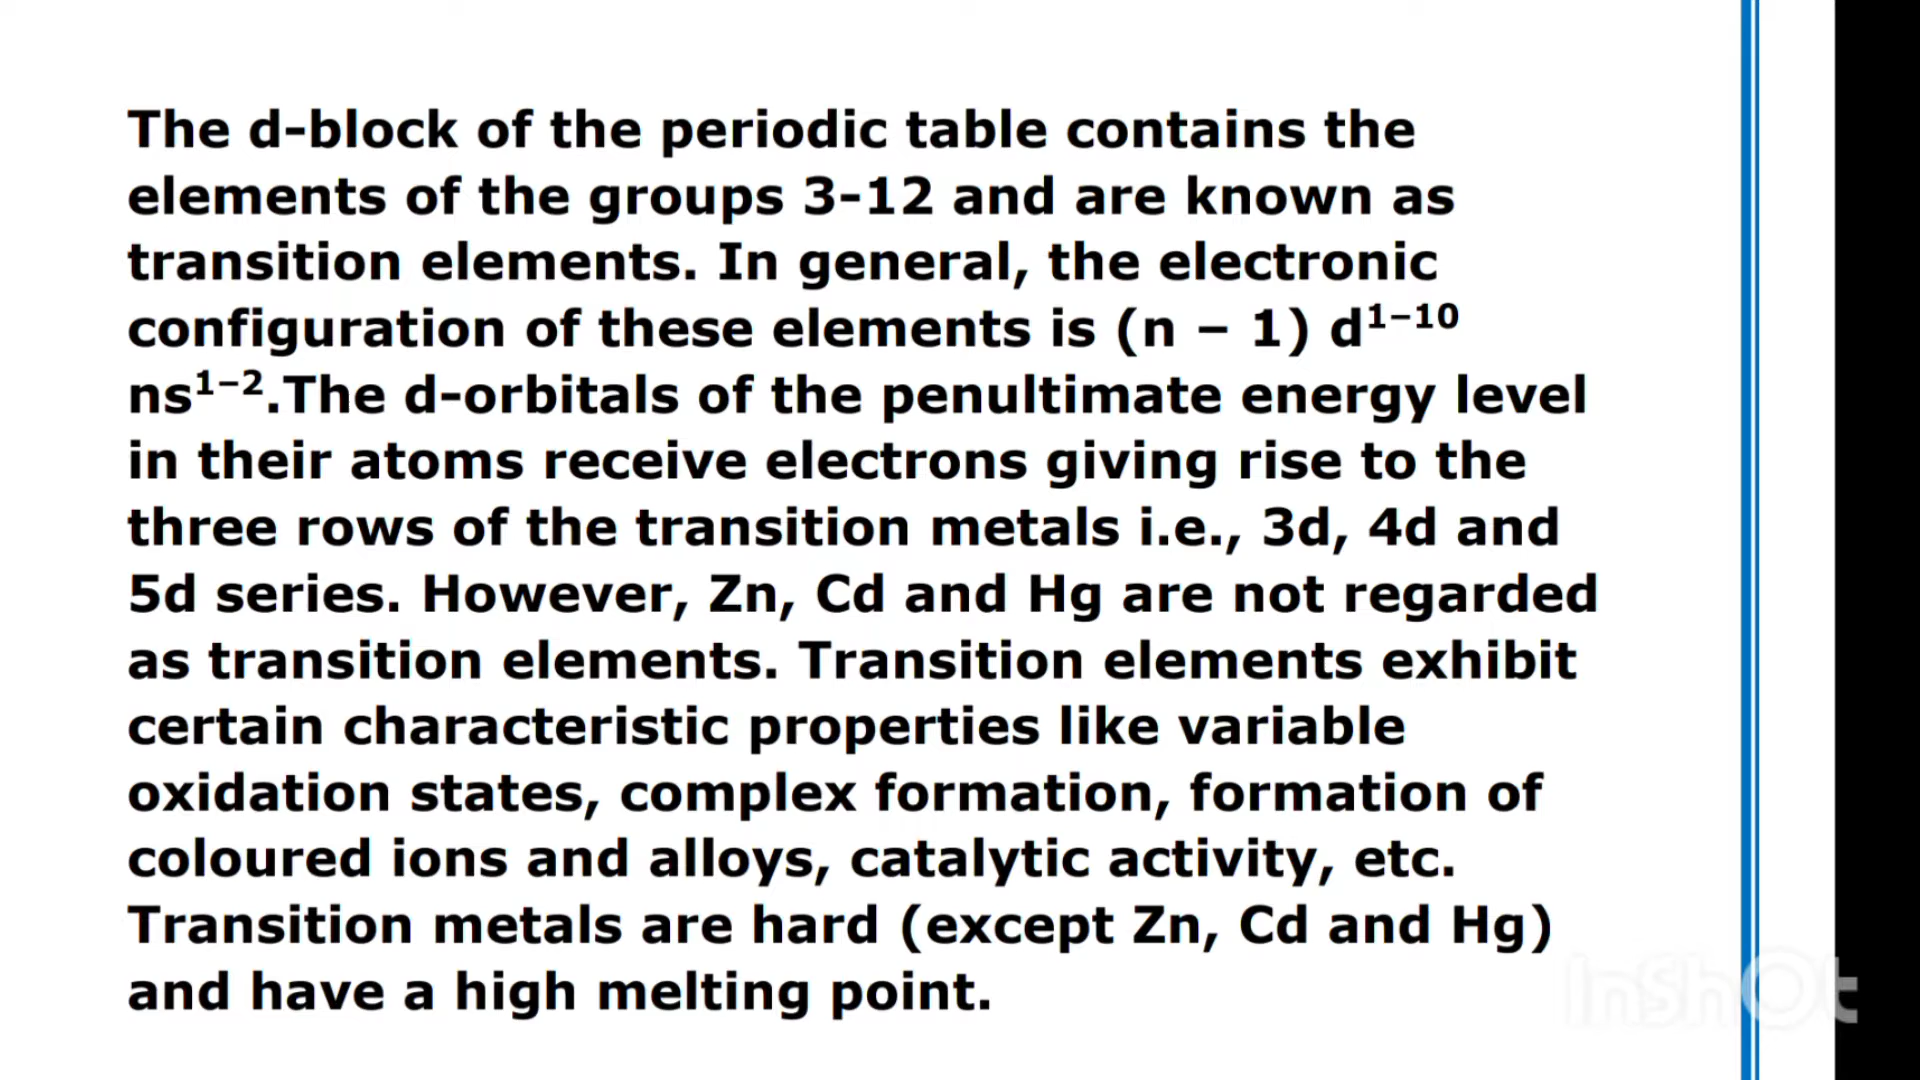 The d-block of the periodic table contains the
elements of the groups 3-12 and are known as
transition elements. In general, the electronic
configuration of these elements is (n – 1) d¹⁻¹⁰
ns¹⁻².The d-orbitals of the penultimate energy level
in their atoms receive electrons giving rise to the
three rows of the transition metals i.e., 3d, 4d and
5d series. However, Zn, Cd and Hg are not regarded
as transition elements. Transition elements exhibit
certain characteristic properties like variable
oxidation states, complex formation, formation of
coloured ions and alloys, catalytic activity, etc.
Transition metals are hard (except Zn, Cd and Hg)
and have a high melting point.
InShOt